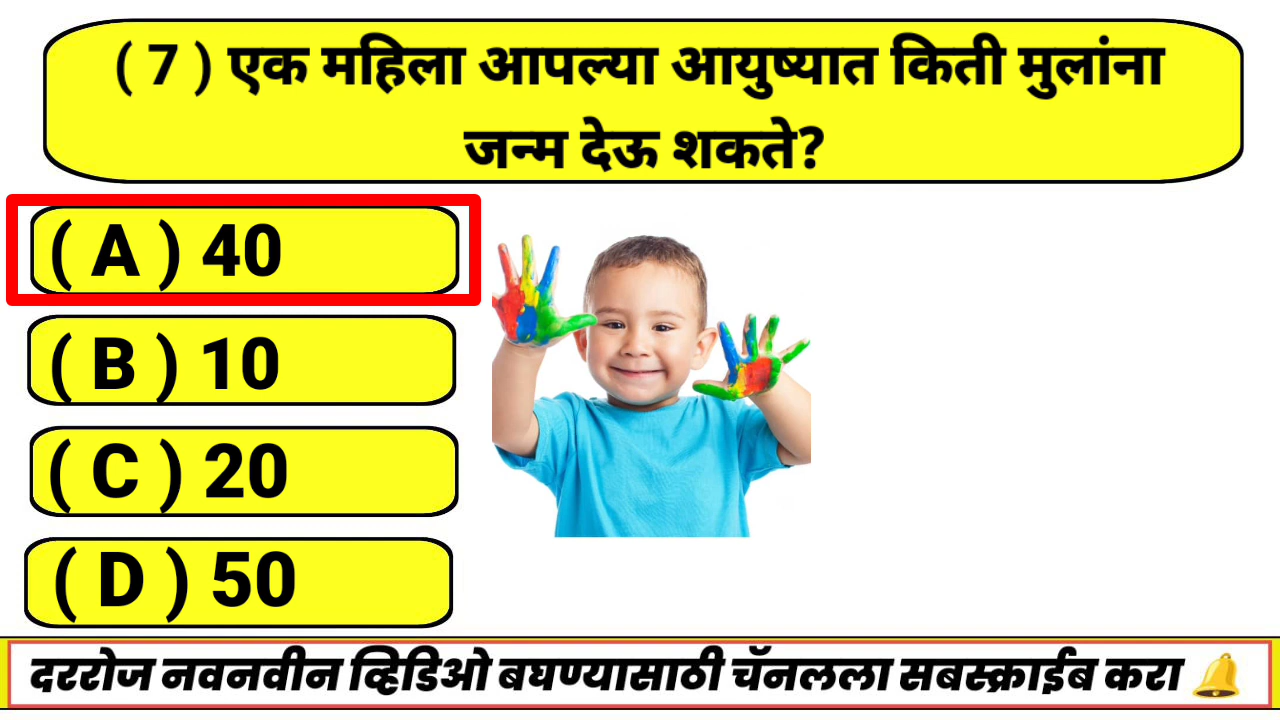 ( 7 ) एक महिला आपल्या आयुष्यात किती मुलांना
जन्म देऊ शकते?
( A ) 40
( B ) 10
( C ) 20
( D ) 50
दररोज नवनवीन व्हिडिओ बघण्यासाठी चॅनलला सबस्क्राईब करा